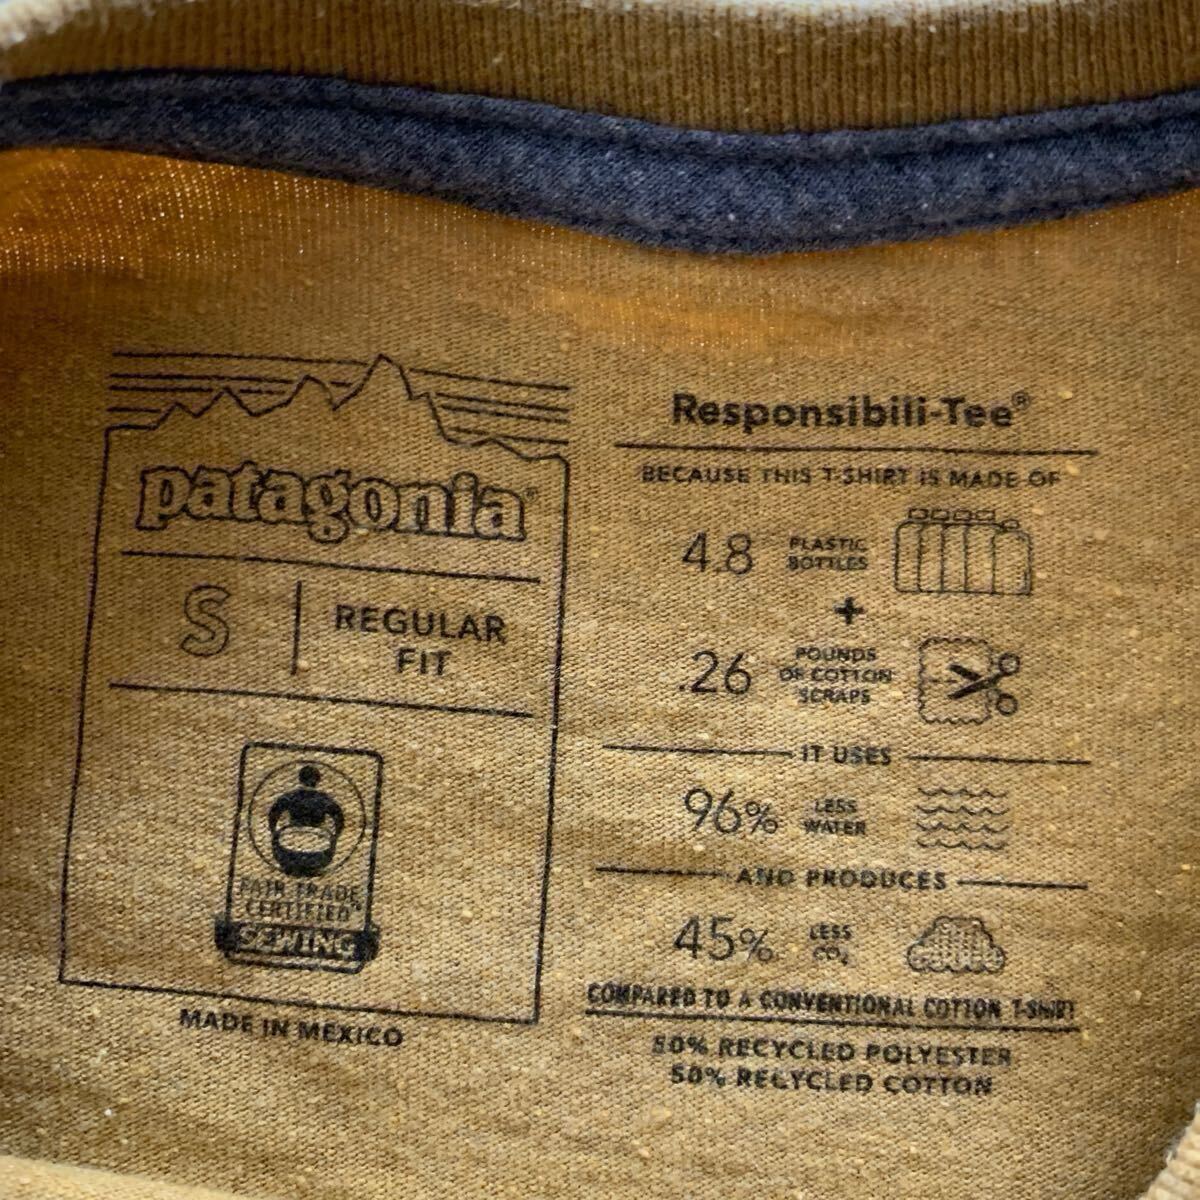 patagonia®
S
REGULAR
FIT
FAIR TRADE
CERTIFIED™
SEWING
MADE IN MEXICO
Responsibili-Tee®
BECAUSE THIS T-SHIRT IS MADE OF
4.8 PLASTIC
BOTTLES
+
.26 POUNDS
OF COTTON
SCRAPS
IT USES
96% LESS
WATER
AND PRODUCES
45% LESS
CO₂
COMPARED TO A CONVENTIONAL COTTON T-SHIRT
50% RECYCLED POLYESTER
50% RECYCLED COTTON